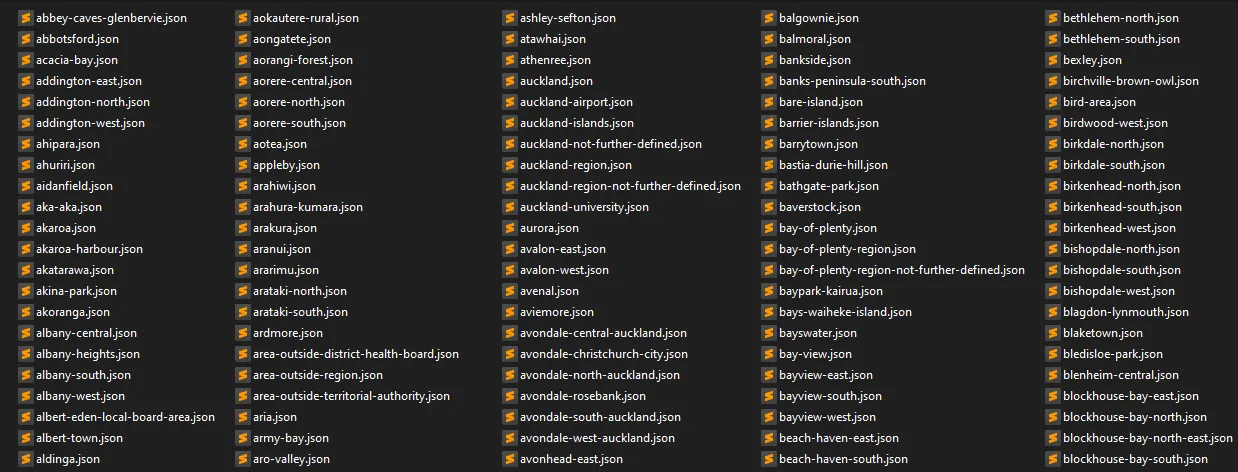 abbey-caves-glenbervie.json
abbotsford.json
acacia-bay.json
addington-east.json
addington-north.json
addington-west.json
ahipara.json
ahuriri.json
aidanfield.json
aka-aka.json
akaroa.json
akaroa-harbour.json
akatarawa.json
akina-park.json
akoranga.json
albany-central.json
albany-heights.json
albany-south.json
albany-west.json
albert-eden-local-board-area.json
albert-town.json
aldinga.json
aokautere-rural.json
aongatete.json
aorangi-forest.json
aorere-central.json
aorere-north.json
aorere-south.json
aotea.json
appleby.json
arahiwi.json
arahura-kumara.json
arakura.json
aranui.json
ararimu.json
arataki-north.json
arataki-south.json
ardmore.json
area-outside-district-health-board.json
area-outside-region.json
area-outside-territorial-authority.json
aria.json
army-bay.json
aro-valley.json
ashley-sefton.json
atawhai.json
athenree.json
auckland.json
auckland-airport.json
auckland-islands.json
auckland-not-further-defined.json
auckland-region.json
auckland-region-not-further-defined.json
auckland-university.json
aurora.json
avalon-east.json
avalon-west.json
avenal.json
aviemore.json
avondale-central-auckland.json
avondale-christchurch-city.json
avondale-north-auckland.json
avondale-rosebank.json
avondale-south-auckland.json
avondale-west-auckland.json
avonhead-east.json
balgownie.json
balmoral.json
bankside.json
banks-peninsula-south.json
bare-island.json
barrier-islands.json
barrytown.json
bastia-durie-hill.json
bathgate-park.json
baverstock.json
bay-of-plenty.json
bay-of-plenty-region.json
bay-of-plenty-region-not-further-defined.json
baypark-kairua.json
bays-waiheke-island.json
bayswater.json
bay-view.json
bayview-east.json
bayview-south.json
bayview-west.json
beach-haven-east.json
beach-haven-south.json
bethlehem-north.json
bethlehem-south.json
bexley.json
birchville-brown-owl.json
bird-area.json
birdwood-west.json
birkdale-north.json
birkdale-south.json
birkenhead-north.json
birkenhead-south.json
birkenhead-west.json
bishopdale-north.json
bishopdale-south.json
bishopdale-west.json
blagdon-lynmouth.json
blaketown.json
bledisloe-park.json
blenheim-central.json
blockhouse-bay-east.json
blockhouse-bay-north.json
blockhouse-bay-north-east.json
blockhouse-bay-south.json